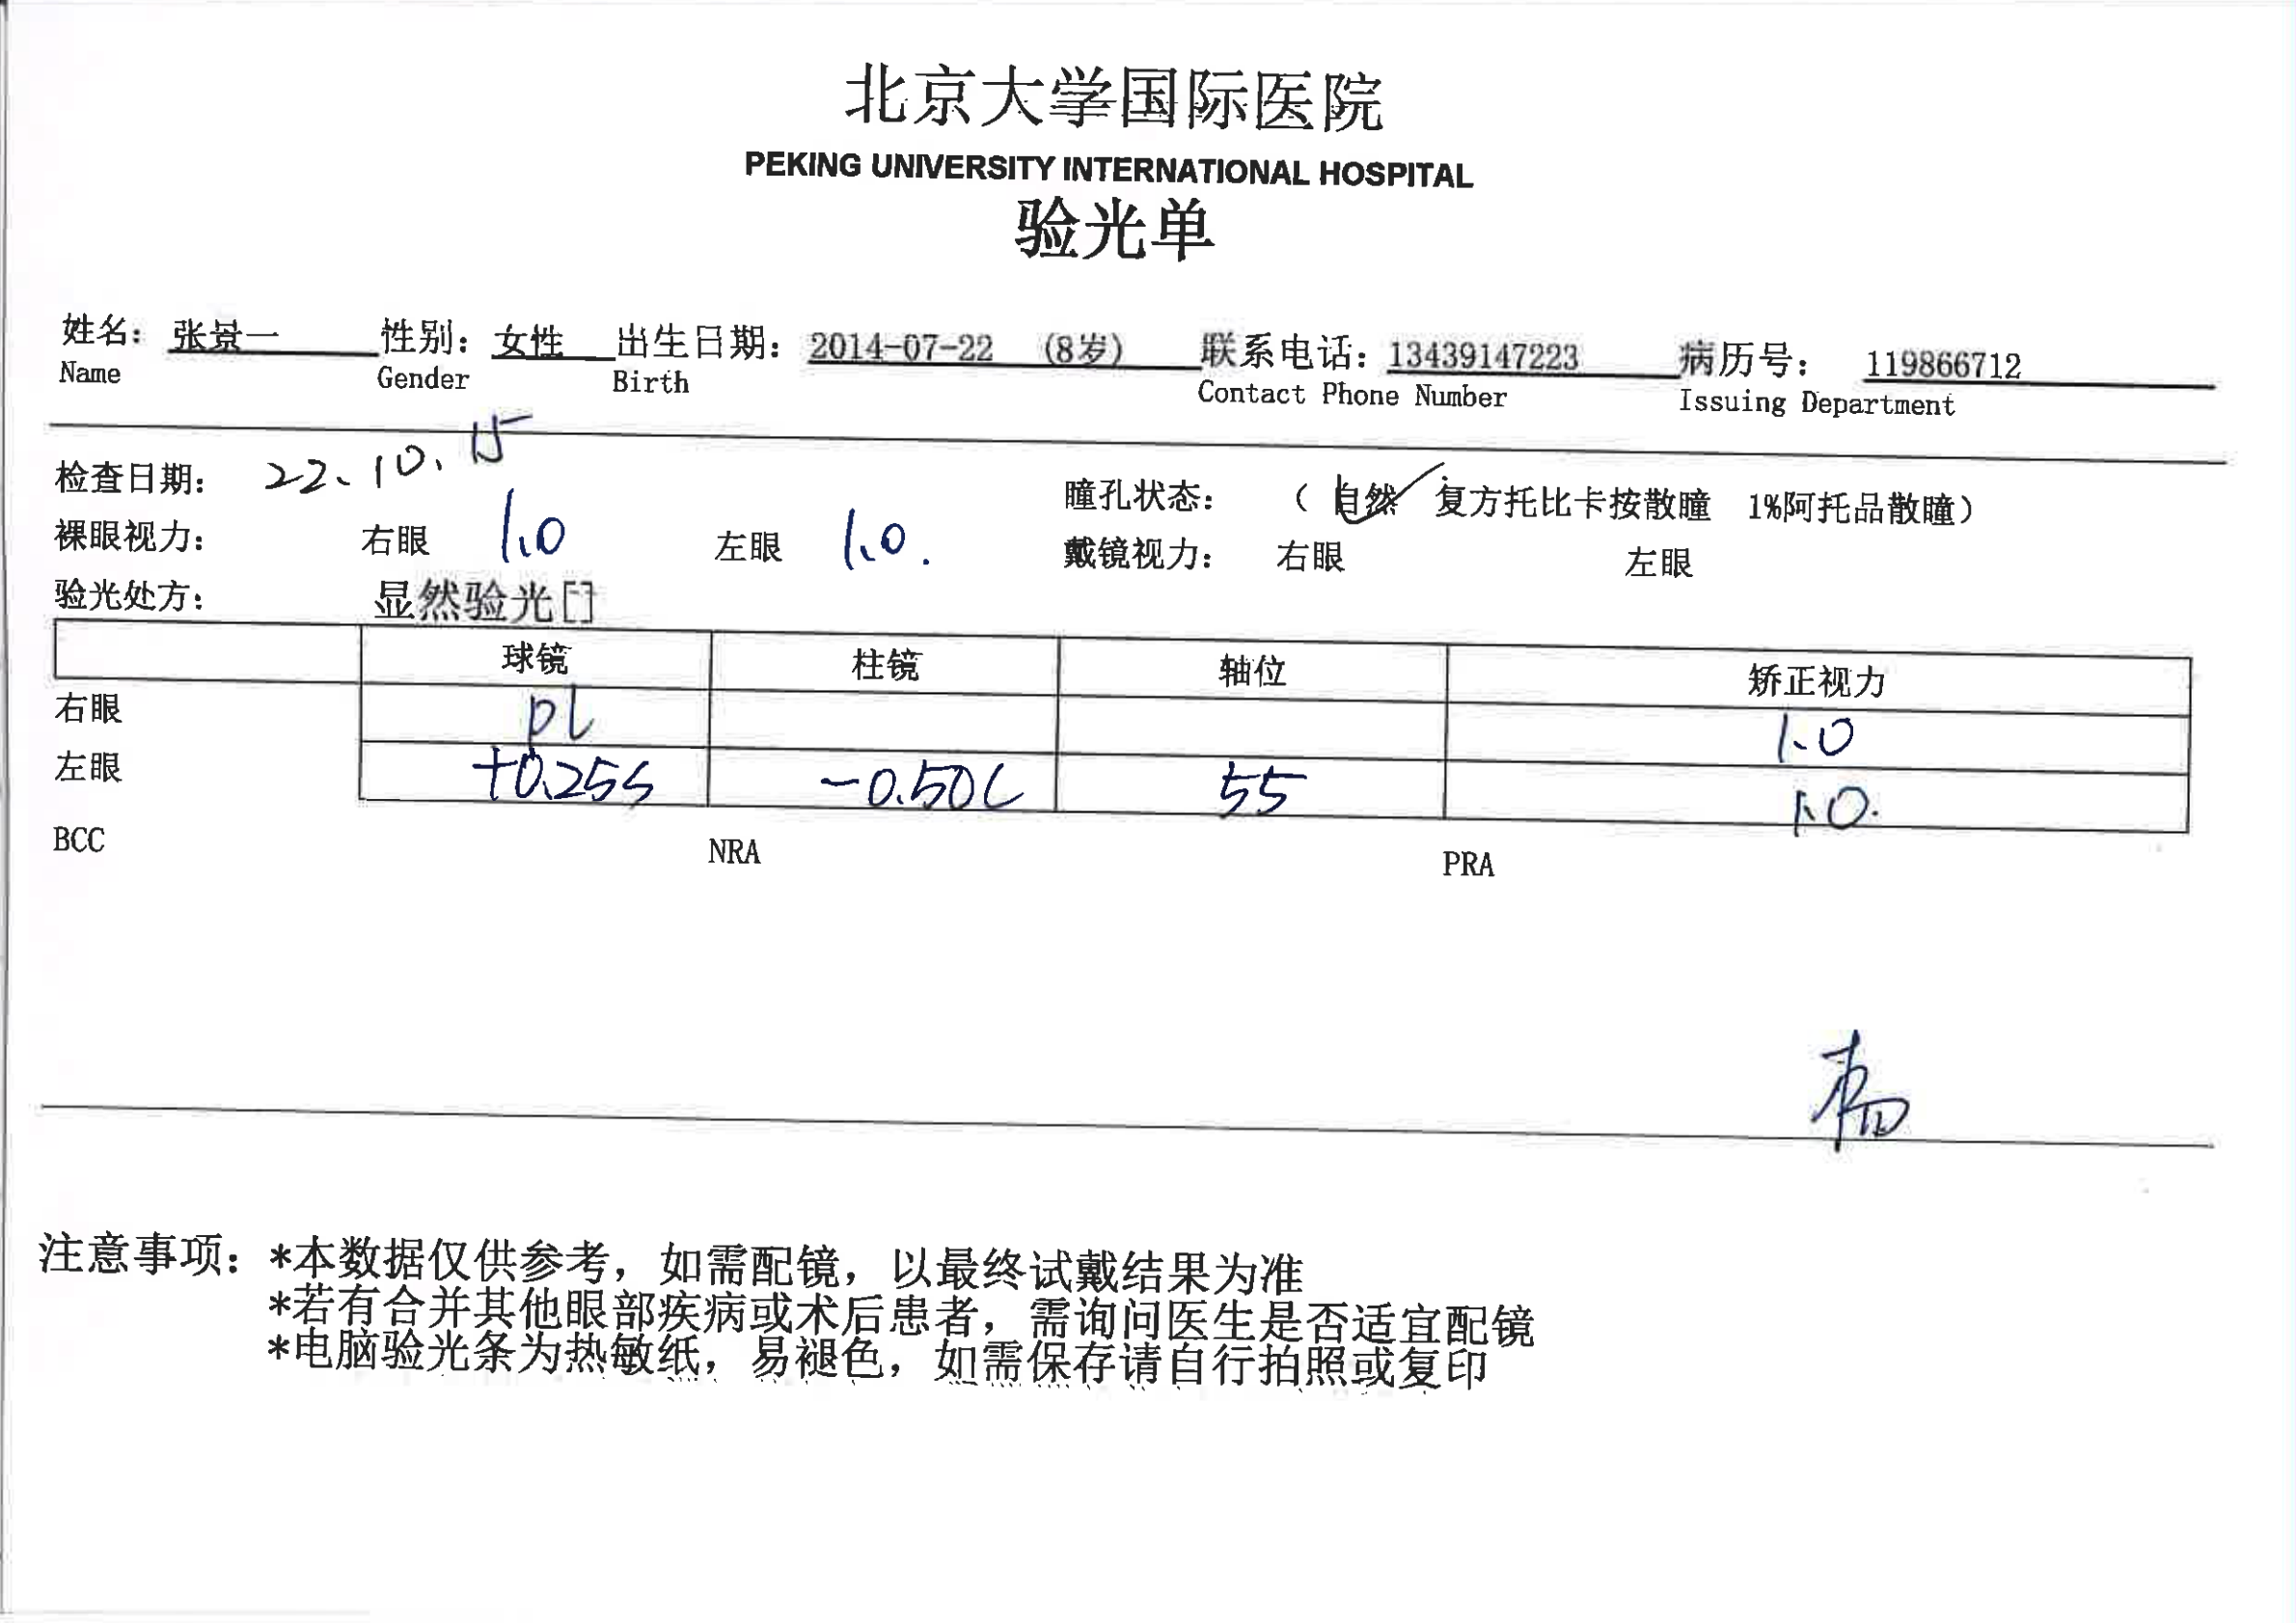 北京大学国际医院
PEKING UNIVERSITY INTERNATIONAL HOSPITAL
验光单
姓名： 张景一 性别： 女性 出生日期： 2014-07-22 (8岁) 联系电话： 13439147223 病历号： 119866712
Name Gender Birth Contact Phone Number Issuing Department
检查日期： 22、10、15 瞳孔状态： （ 自然✓ 复方托比卡按散瞳 1%阿托品散瞳）
裸眼视力： 右眼 1.0 左眼 1.0. 戴镜视力： 右眼 左眼
验光处方： 显然验光[]
球镜 柱镜 轴位 矫正视力
右眼 pl 1.0
左眼 +0.25S -0.50C 55 1.0.
BCC NRA PRA
注意事项：*本数据仅供参考，如需配镜，以最终试戴结果为准
*若有合并其他眼部疾病或术后患者，需询问医生是否适宜配镜
*电脑验光条为热敏纸，易褪色，如需保存请自行拍照或复印